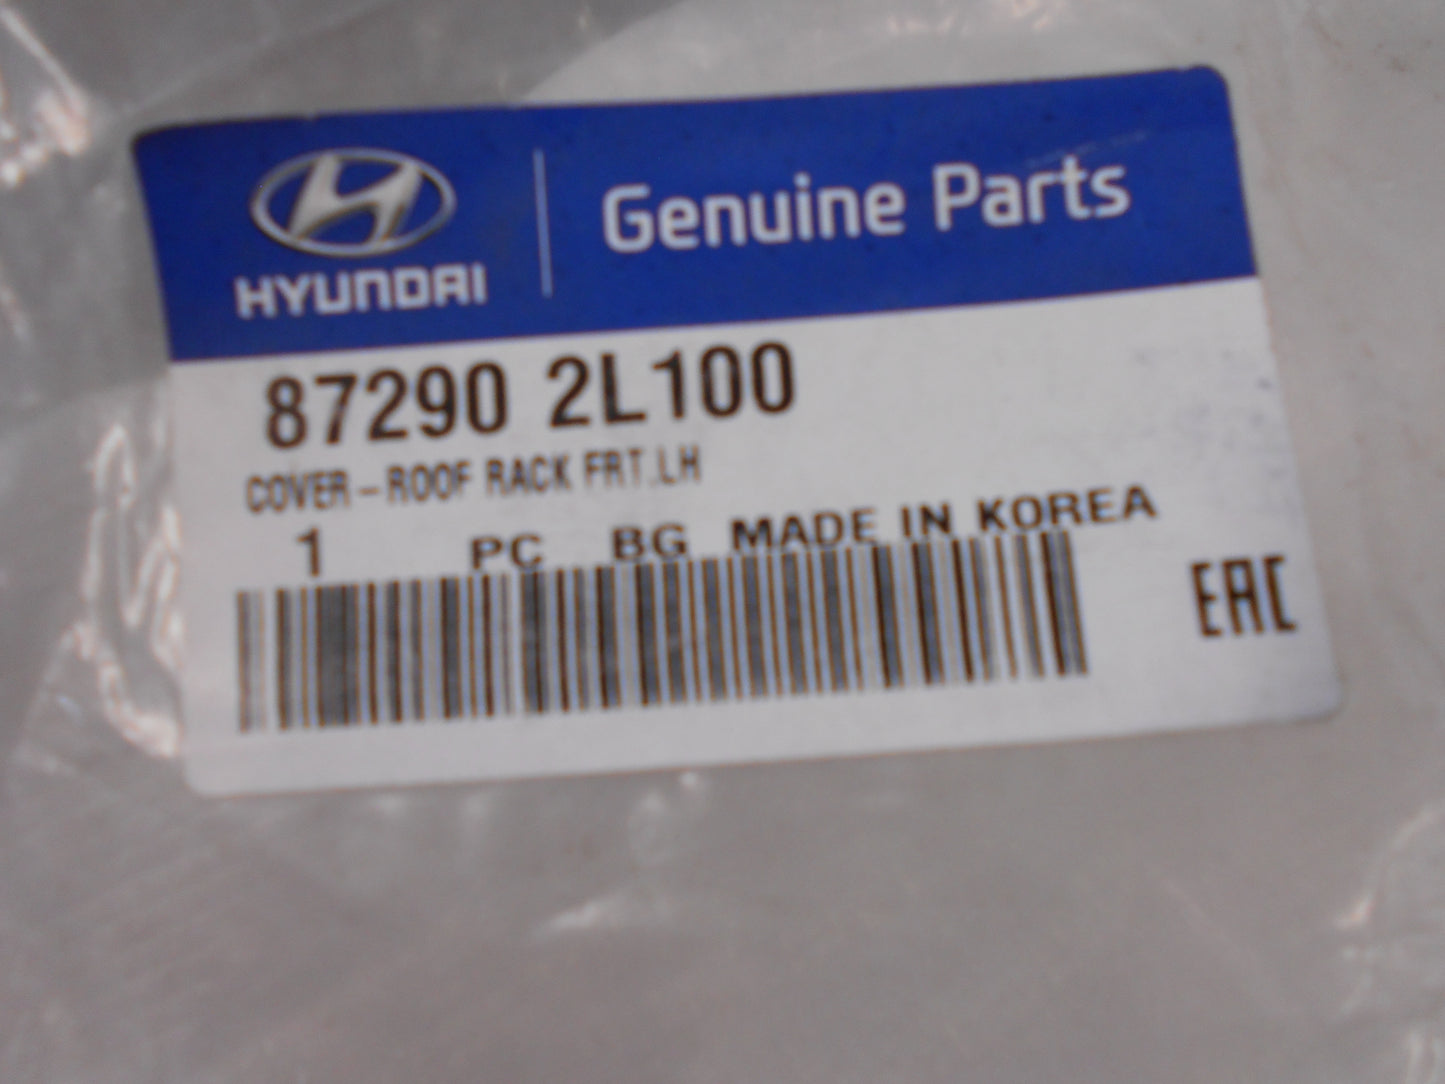 HYUNDAI
Genuine Parts
87290 2L100
COVER-ROOF RACK FRT.LH
1 PC BG MADE IN KOREA
EAC